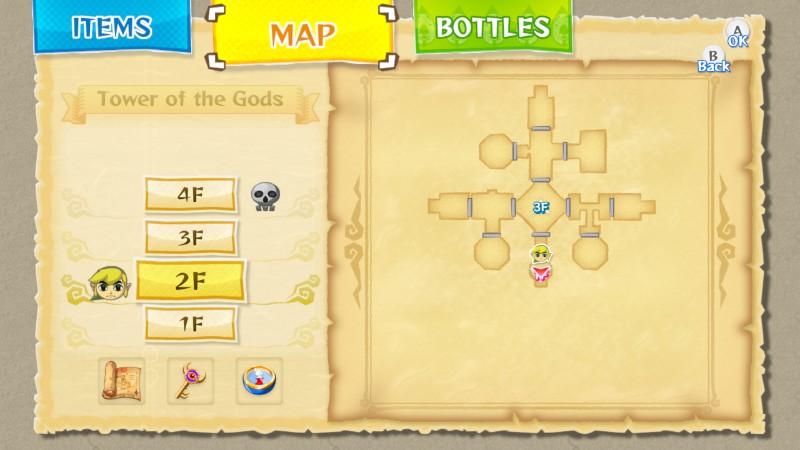 ITEMS
MAP
BOTTLES
A
OK
B
Back
Tower of the Gods
4F
3F
2F
1F
3F